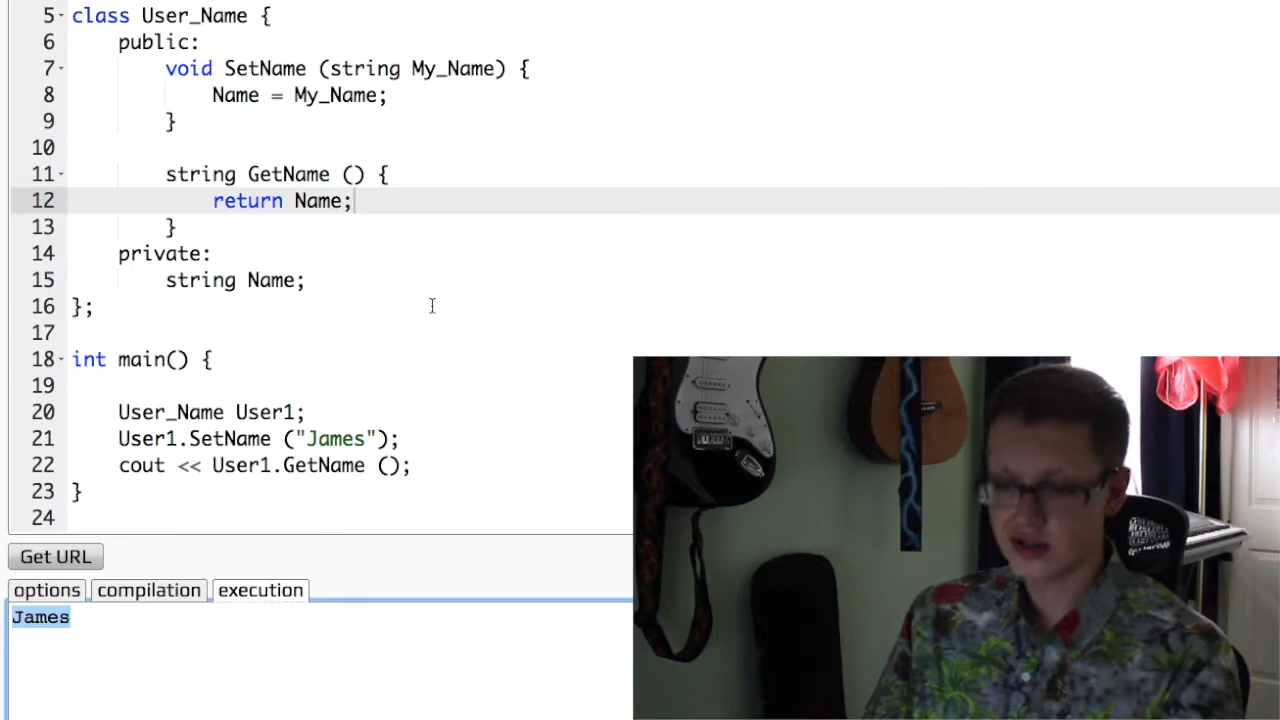 5 class User_Name {
6 public:
7 void SetName (string My_Name) {
8 Name = My_Name;
9 }
10
11 string GetName () {
12 return Name;
13 }
14 private:
15 string Name;
16 };
17
18 int main() {
19
20 User_Name User1;
21 User1.SetName ("James");
22 cout << User1.GetName ();
23 }
24
Get URL
options compilation execution
James